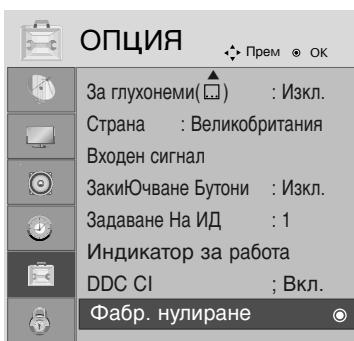 ОПЦИЯ
Прем OK
За глухонеми( ... ) : Изкл.
Страна : Великобритания
Входен сигнал
ЗакиЮчване Бутони : Изкл.
Задаване На ИД : 1
Индикатор за работа
DDC CI ; Вкл.
Фабр. нулиране